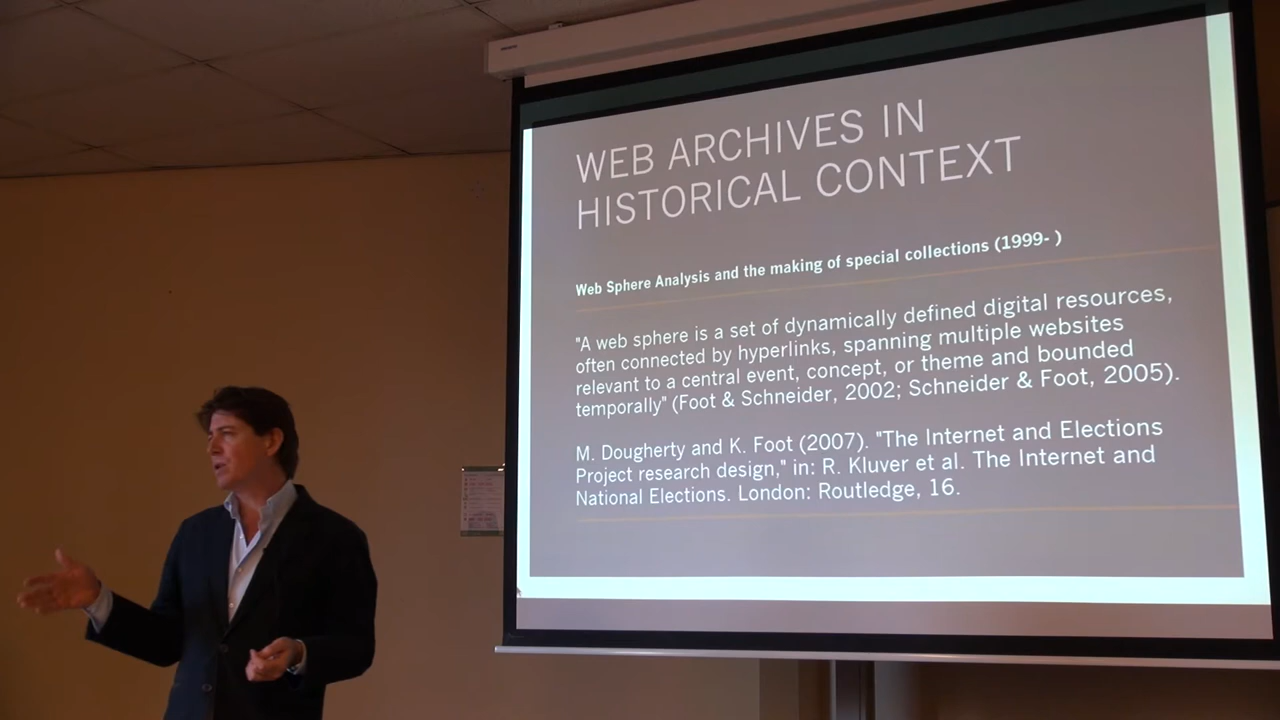 WEB ARCHIVES IN
HISTORICAL CONTEXT
Web Sphere Analysis and the making of special collections (1999- )
"A web sphere is a set of dynamically defined digital resources,
often connected by hyperlinks, spanning multiple websites
relevant to a central event, concept, or theme and bounded
temporally" (Foot & Schneider, 2002; Schneider & Foot, 2005).
M. Dougherty and K. Foot (2007). "The Internet and Elections
Project research design," in: R. Kluver et al. The Internet and
National Elections. London: Routledge, 16.